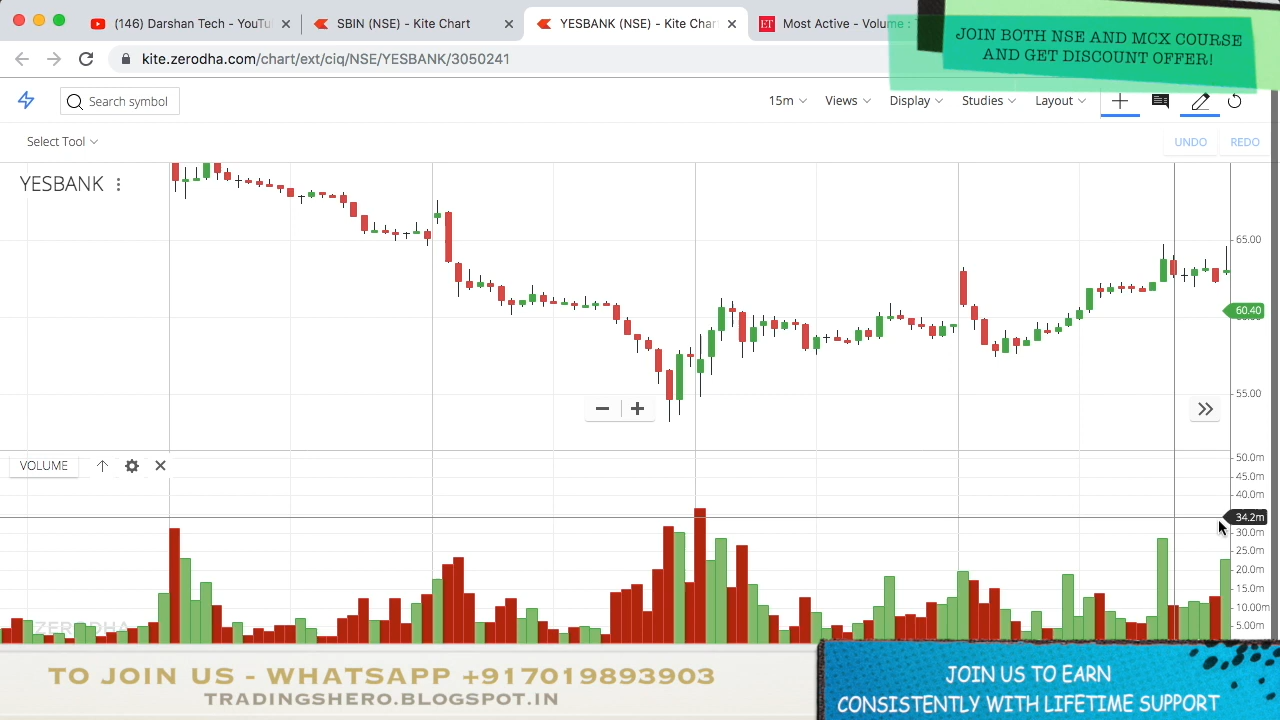 (146) Darshan Tech - YouTu
SBIN (NSE) - Kite Chart
YESBANK (NSE) - Kite Chart
ET
Most Active - Volume :
JOIN BOTH NSE AND MCX COURSE
AND GET DISCOUNT OFFER!
kite.zerodha.com/chart/ext/ciq/NSE/YESBANK/3050241
Search symbol
15m
Views
Display
Studies
Layout
Select Tool
UNDO
REDO
YESBANK
65.00
60.40
55.00
VOLUME
50.0m
45.0m
40.0m
34.2m
30.0m
25.0m
20.0m
15.0m
10.00m
5.00m
ZERODHA
TO JOIN US - WHATSAPP +917019893903
TRADINGSHERO.BLOGSPOT.IN
JOIN US TO EARN
CONSISTENTLY WITH LIFETIME SUPPORT